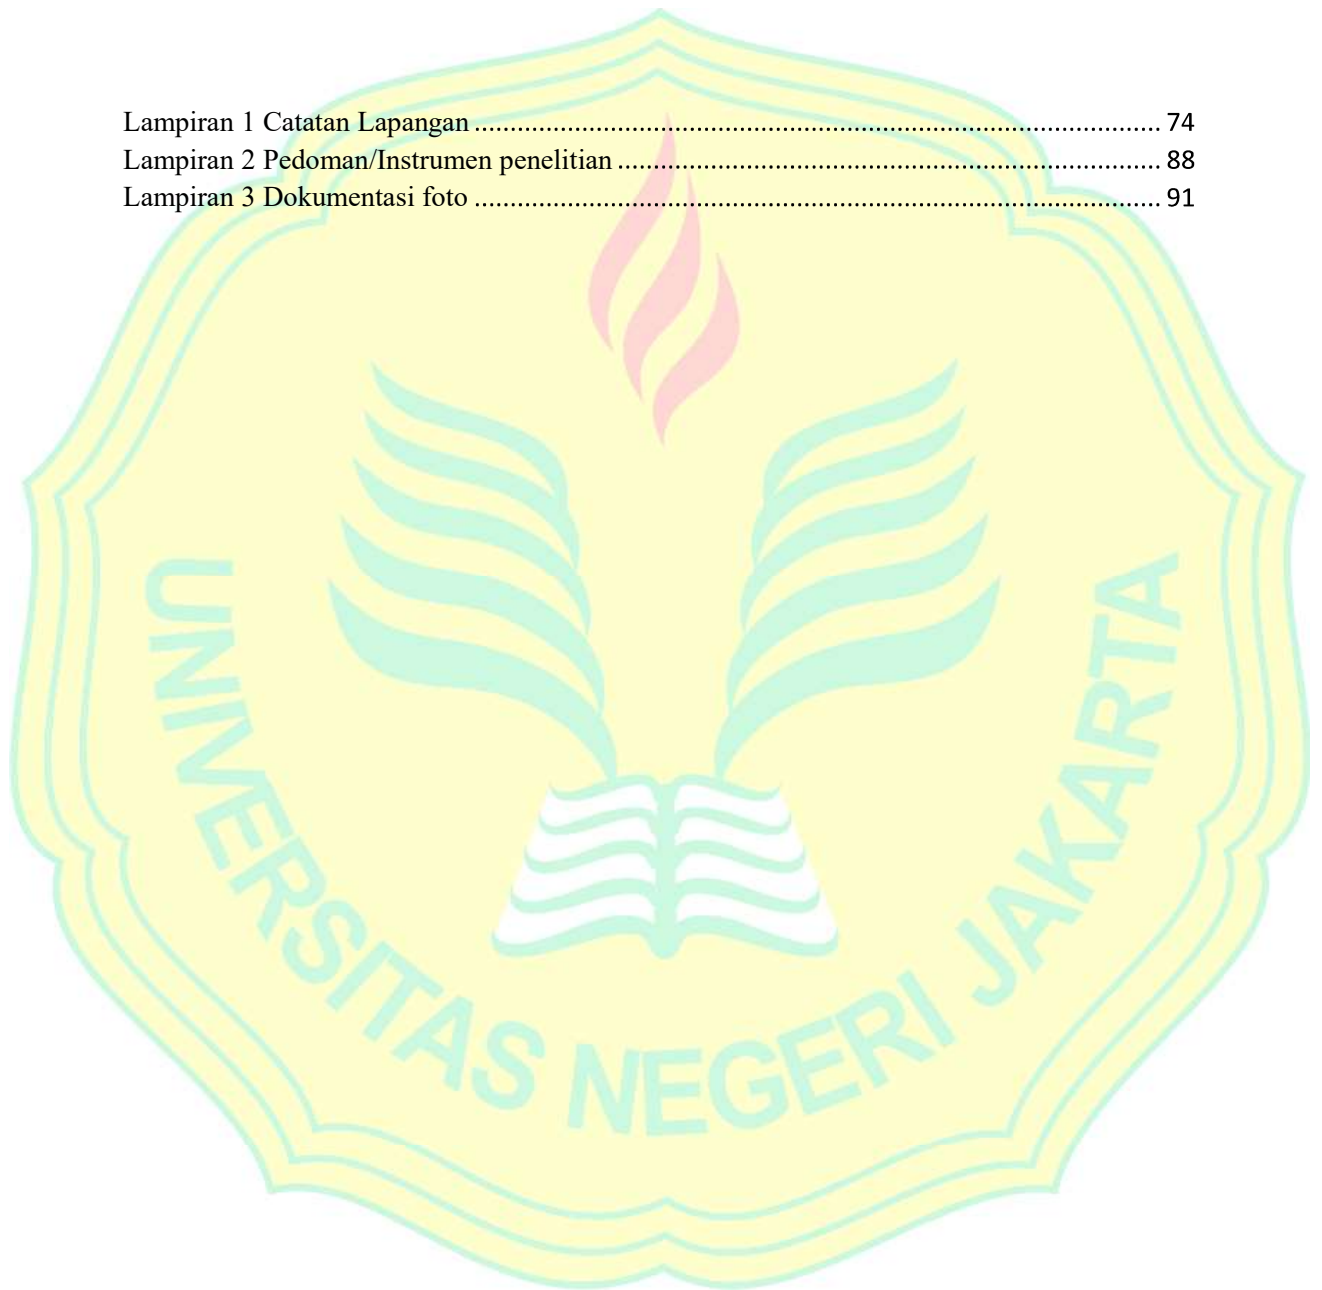 Lampiran 1 Catatan Lapangan ................................................................................................ 74
Lampiran 2 Pedoman/Instrumen penelitian ............................................................................ 88
Lampiran 3 Dokumentasi foto ................................................................................................ 91
UNIVERSITAS NEGERI JAKARTA